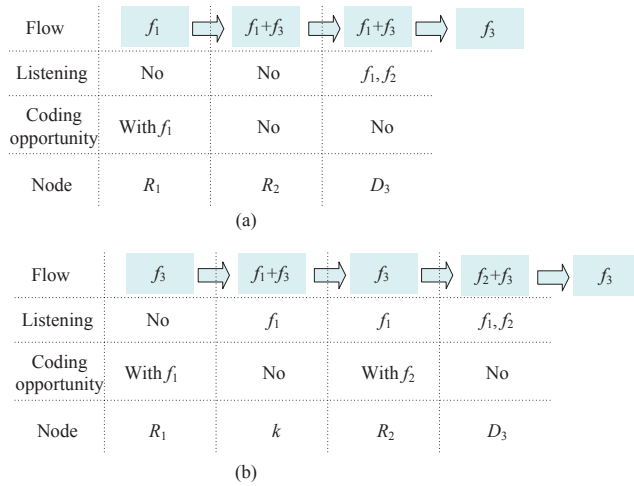 Flow f₁ f₁+f₃ f₁+f₃ f₃
Listening No No f₁, f₂
Coding
opportunity With f₁ No No
Node R₁ R₂ D₃
(a)
Flow f₃ f₁+f₃ f₃ f₂+f₃ f₃
Listening No f₁ f₁ f₁, f₂
Coding
opportunity With f₁ No With f₂ No
Node R₁ k R₂ D₃
(b)